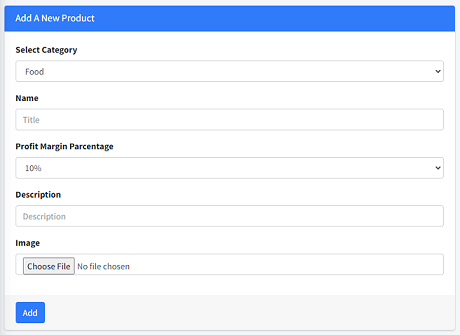 Add A New Product
Select Category
Food
Name
Title
Profit Margin Parcentage
10%
Description
Description
Image
Choose File No file chosen
Add